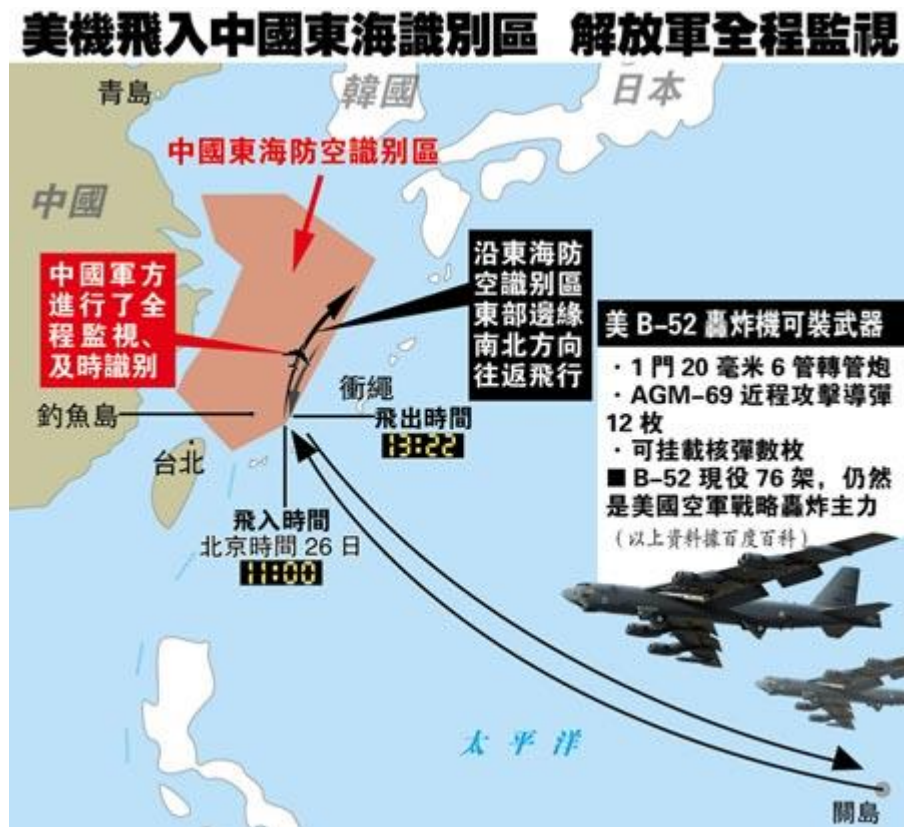 美機飛入中國東海識別區 解放軍全程監視
青島
韓國
日本
中國東海防空識別區
中國
中國軍方
進行了全
程監視、
及時識別
沿東海防
空識別區
東部邊緣
南北方向
往返飛行
美 B-52 轟炸機可裝武器
·1 門 20 毫米 6 管轉管炮
·AGM-69 近程攻擊導彈
12 枚
·可挂載核彈數枚
■ B-52 現役 76 架，仍然
是美國空軍戰略轟炸主力
(以上資料據百度百科)
釣魚島
衝繩
飛出時間
13:22
台北
飛入時間
北京時間 26 日
11:00
太平洋
關島